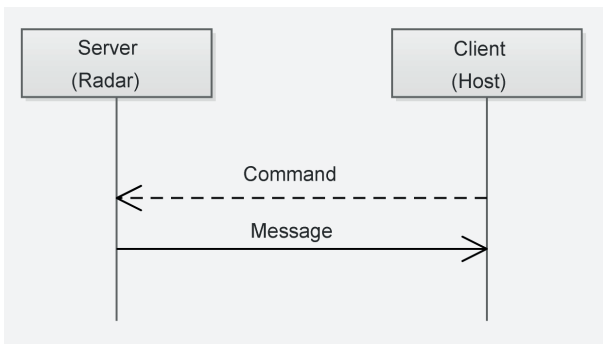 Server
(Radar)
Client
(Host)
Command
Message